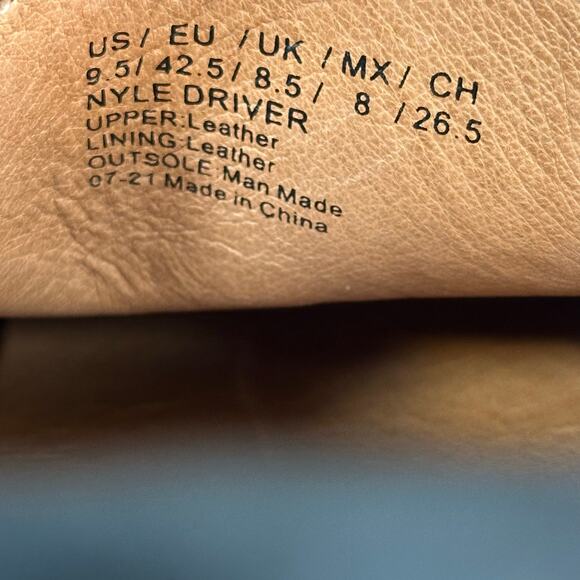 US/ EU /UK /MX/ CH
9.5/ 42.5/ 8.5/ 8 /26.5
NYLE DRIVER
UPPER:Leather
LINING:Leather
OUTSOLE:Man Made
07-21 Made in China